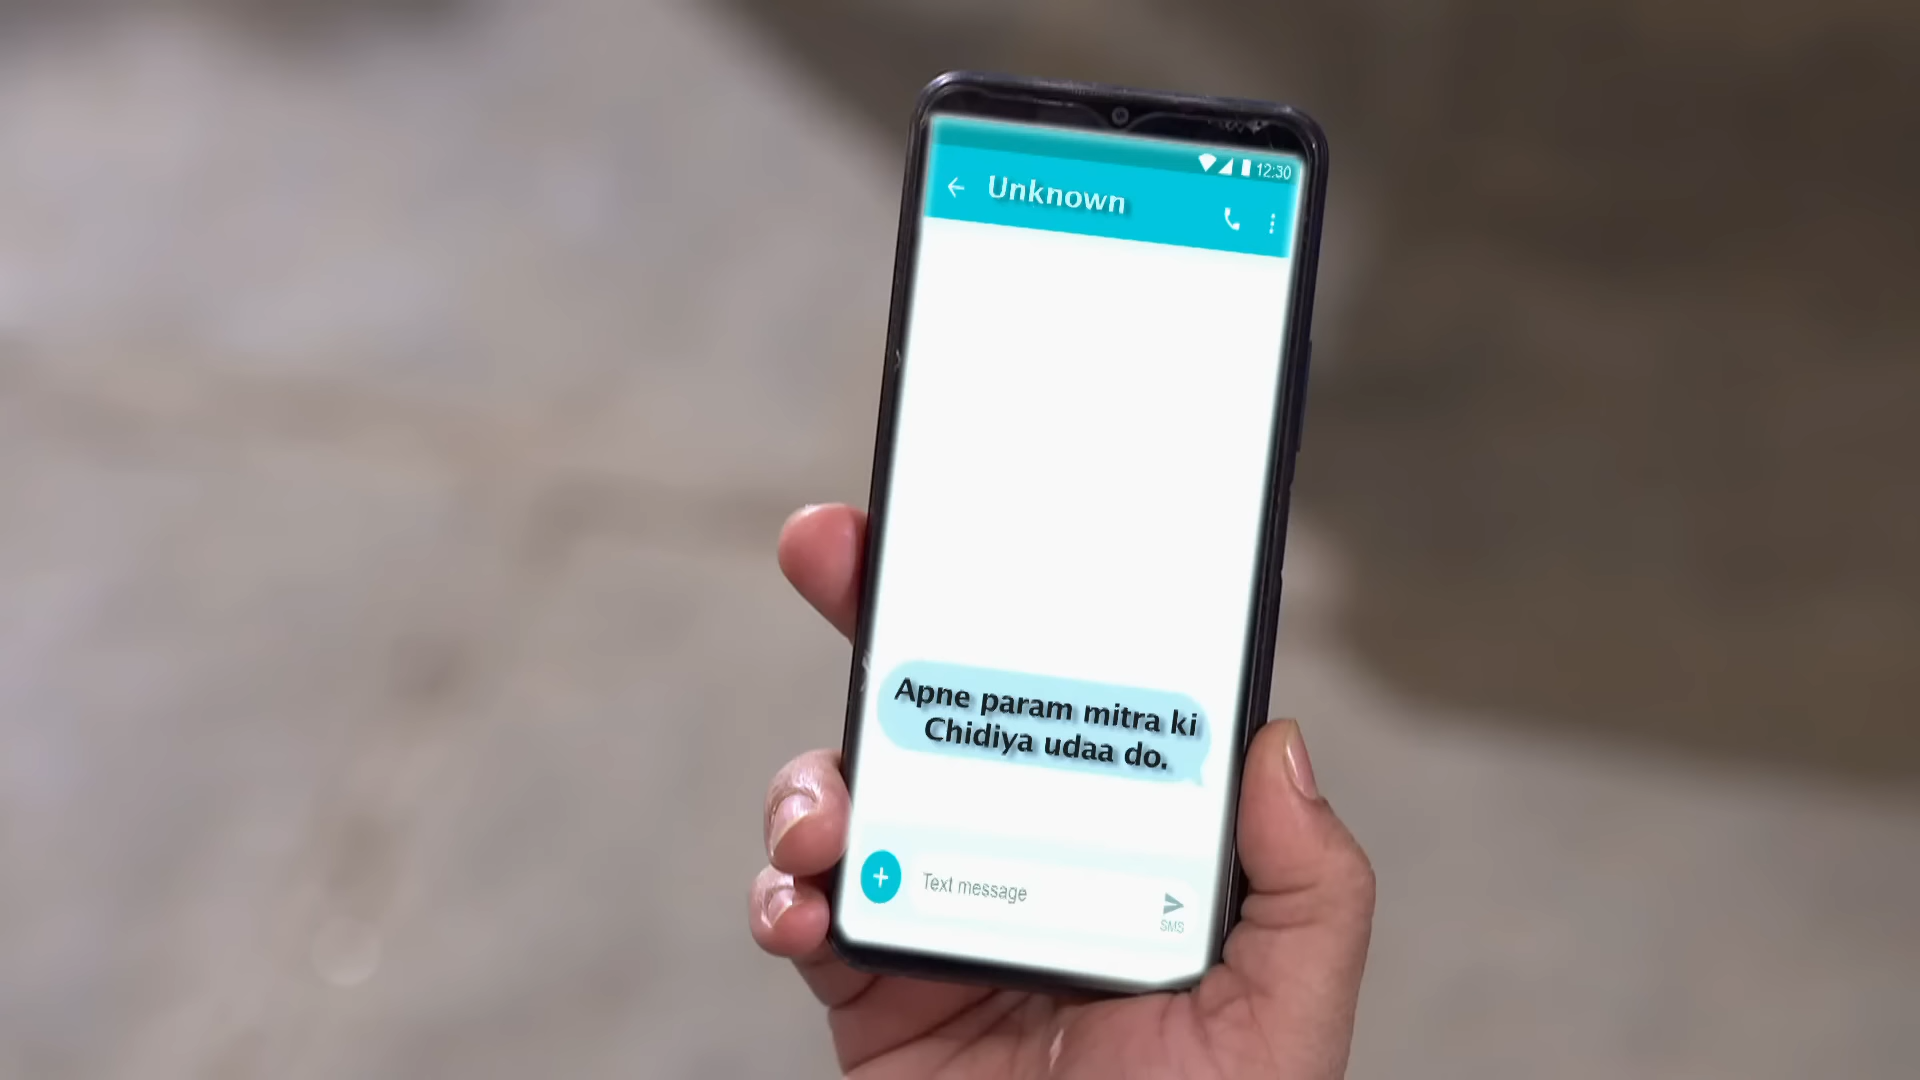 12:30
Unknown
Apne param mitra ki
Chidiya udaa do.
Text message
SMS